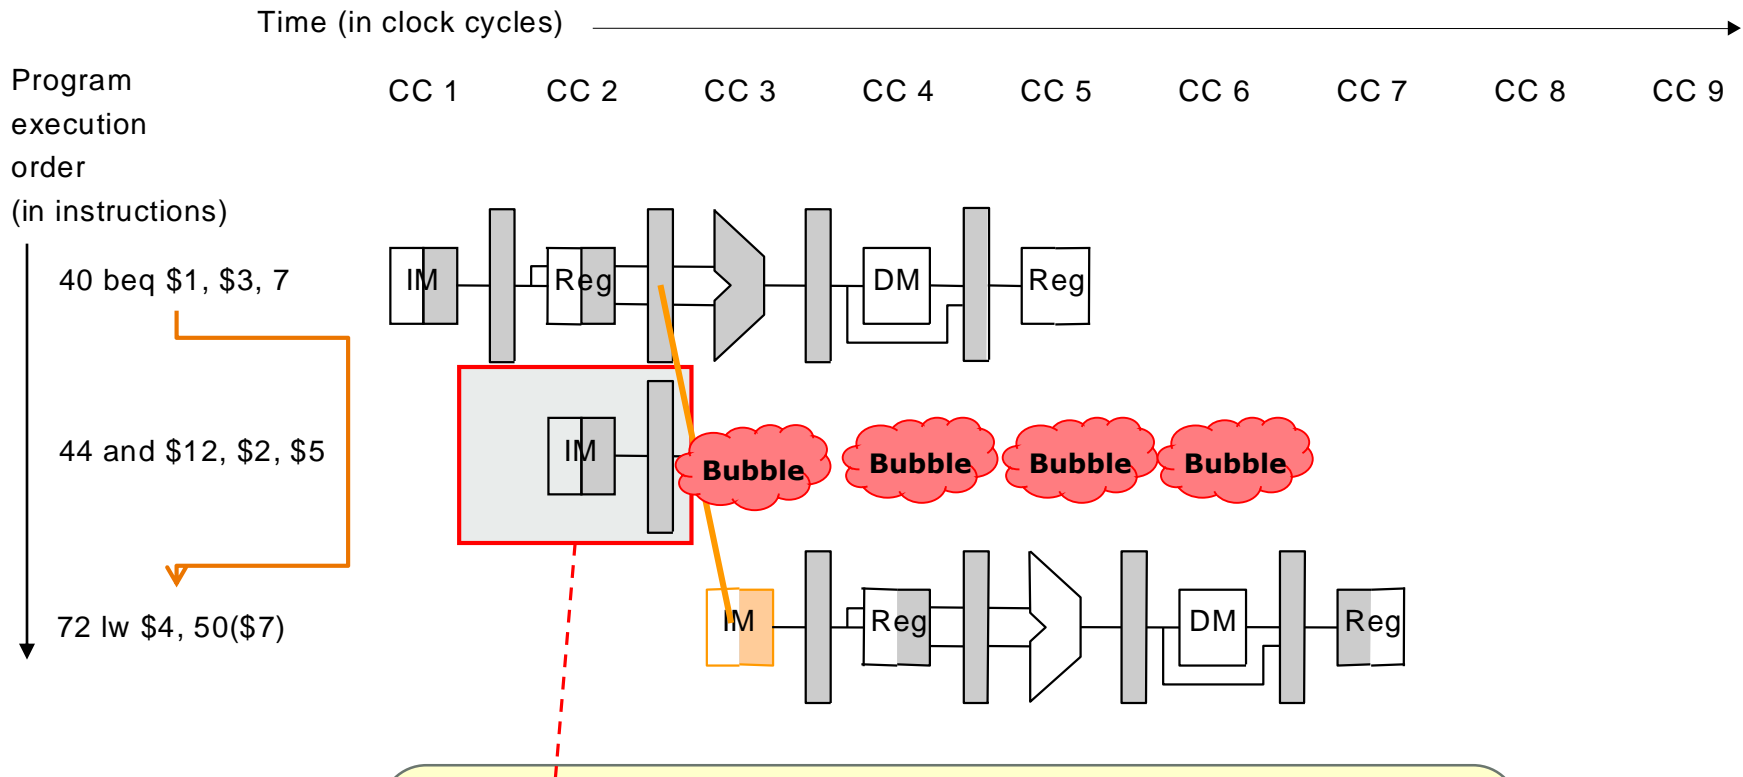 Time (in clock cycles)
Program
execution
order
(in instructions)
CC 1 CC 2 CC 3 CC 4 CC 5 CC 6 CC 7 CC 8 CC 9
40 beq $1, $3, 7
IM Reg DM Reg
44 and $12, $2, $5
IM Bubble Bubble Bubble Bubble
72 lw $4, 50($7)
IM Reg DM Reg